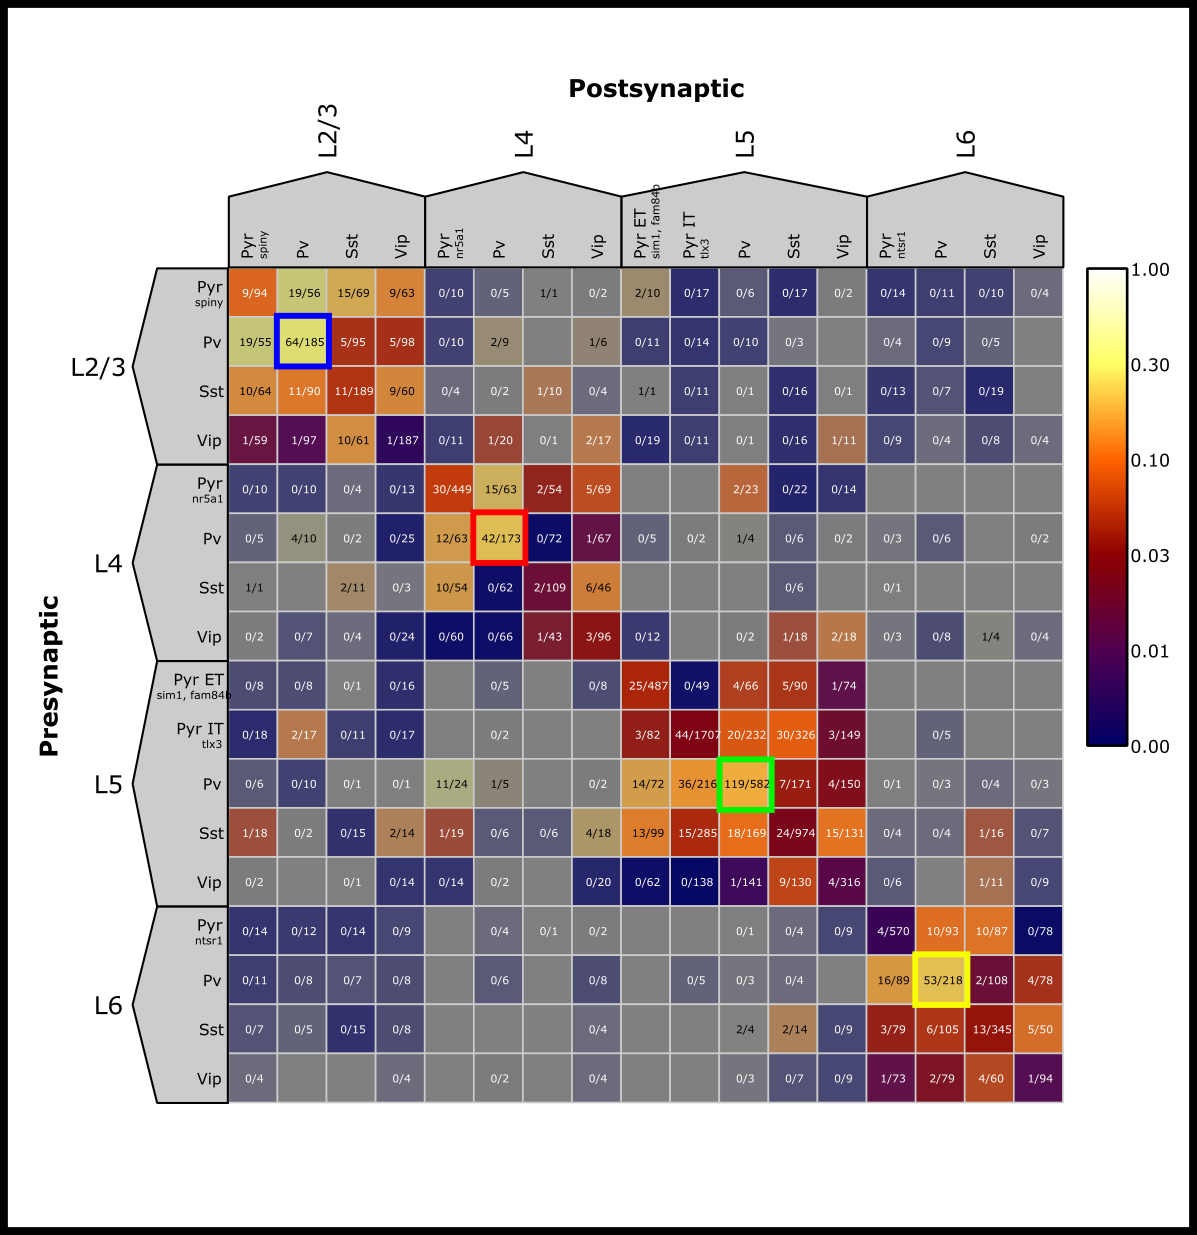 Postsynaptic
L2/3 L4 L5 L6
Pyr spiny Pv Sst Vip Pyr nr5a1 Pv Sst Vip Pyr ET sim1, fam84b Pyr IT tlx3 Pv Sst Vip Pyr ntsr1 Pv Sst Vip
Presynaptic
L2/3
Pyr spiny 9/94 19/56 15/69 9/63 0/10 0/5 1/1 0/2 2/10 0/17 0/6 0/17 0/2 0/14 0/11 0/10 0/4
Pv 19/55 64/185 5/95 5/98 0/10 2/9 1/6 0/11 0/14 0/10 0/3 0/4 0/9 0/5
Sst 10/64 11/90 11/189 9/60 0/4 0/2 1/10 0/4 1/1 0/11 0/1 0/16 0/1 0/13 0/7 0/19
Vip 1/59 1/97 10/61 1/187 0/11 1/20 0/1 2/17 0/19 0/11 0/1 0/16 1/11 0/9 0/4 0/8 0/4
L4
Pyr nr5a1 0/10 0/10 0/4 0/13 30/449 15/63 2/54 5/69 2/23 0/22 0/14
Pv 0/5 4/10 0/2 0/25 12/63 42/173 0/72 1/67 0/5 0/2 1/4 0/6 0/2 0/3 0/6 0/2
Sst 1/1 2/11 0/3 10/54 0/62 2/109 6/46 0/6 0/1
Vip 0/2 0/7 0/4 0/24 0/60 0/66 1/43 3/96 0/12 0/2 1/18 2/18 0/3 0/8 1/4 0/4
L5
Pyr ET sim1, fam84b 0/8 0/8 0/1 0/16 0/5 0/8 25/487 0/49 4/66 5/90 1/74
Pyr IT tlx3 0/18 2/17 0/11 0/17 0/2 3/82 44/1707 20/232 30/326 3/149 0/5
Pv 0/6 0/10 0/1 0/1 11/24 1/5 0/2 14/72 36/216 119/582 7/171 4/150 0/1 0/3 0/4 0/3
Sst 1/18 0/2 0/15 2/14 1/19 0/6 0/6 4/18 13/99 15/285 18/169 24/974 15/131 0/4 0/4 1/16 0/7
Vip 0/2 0/1 0/14 0/14 0/2 0/20 0/62 0/138 1/141 9/130 4/316 0/6 1/11 0/9
L6
Pyr ntsr1 0/14 0/12 0/14 0/9 0/4 0/1 0/2 0/1 0/4 0/9 4/570 10/93 10/87 0/78
Pv 0/11 0/8 0/7 0/8 0/6 0/8 0/5 0/3 0/4 16/89 53/218 2/108 4/78
Sst 0/7 0/5 0/15 0/8 0/4 2/4 2/14 0/9 3/79 6/105 13/345 5/50
Vip 0/4 0/4 0/2 0/4 0/3 0/7 0/9 1/73 2/79 4/60 1/94
1.00
0.30
0.10
0.03
0.01
0.00